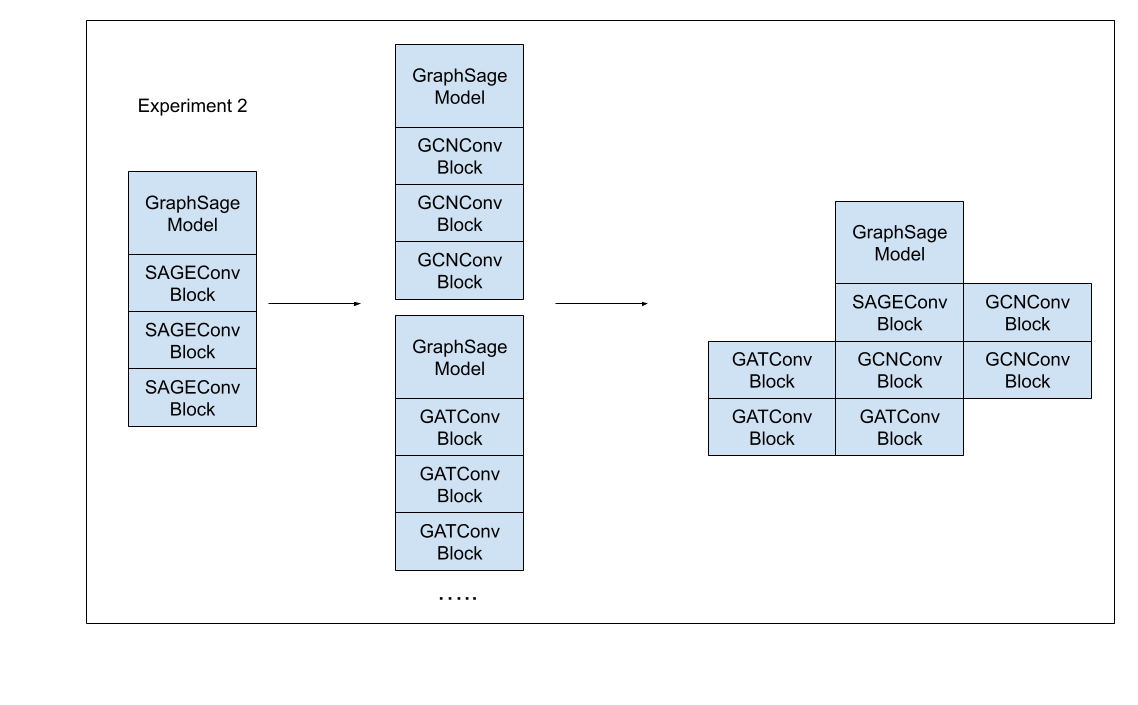 Experiment 2
GraphSage
Model
SAGEConv
Block
SAGEConv
Block
SAGEConv
Block
GraphSage
Model
GCNConv
Block
GCNConv
Block
GCNConv
Block
GraphSage
Model
GATConv
Block
GATConv
Block
GATConv
Block
.....
GraphSage
Model
SAGEConv
Block
GCNConv
Block
GATConv
Block
GCNConv
Block
GCNConv
Block
GATConv
Block
GATConv
Block